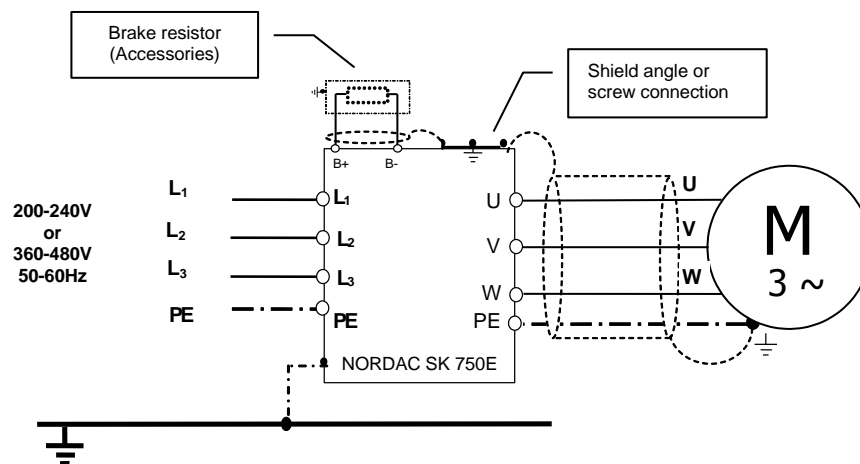 Brake resistor
(Accessories)
Shield angle or
screw connection
B+ B-
200-240V
or
360-480V
50-60Hz
L1
L2
L3
PE
L1
L2
L3
PE
U
V
W
PE
U
V
W
M
3 ~
NORDAC SK 750E